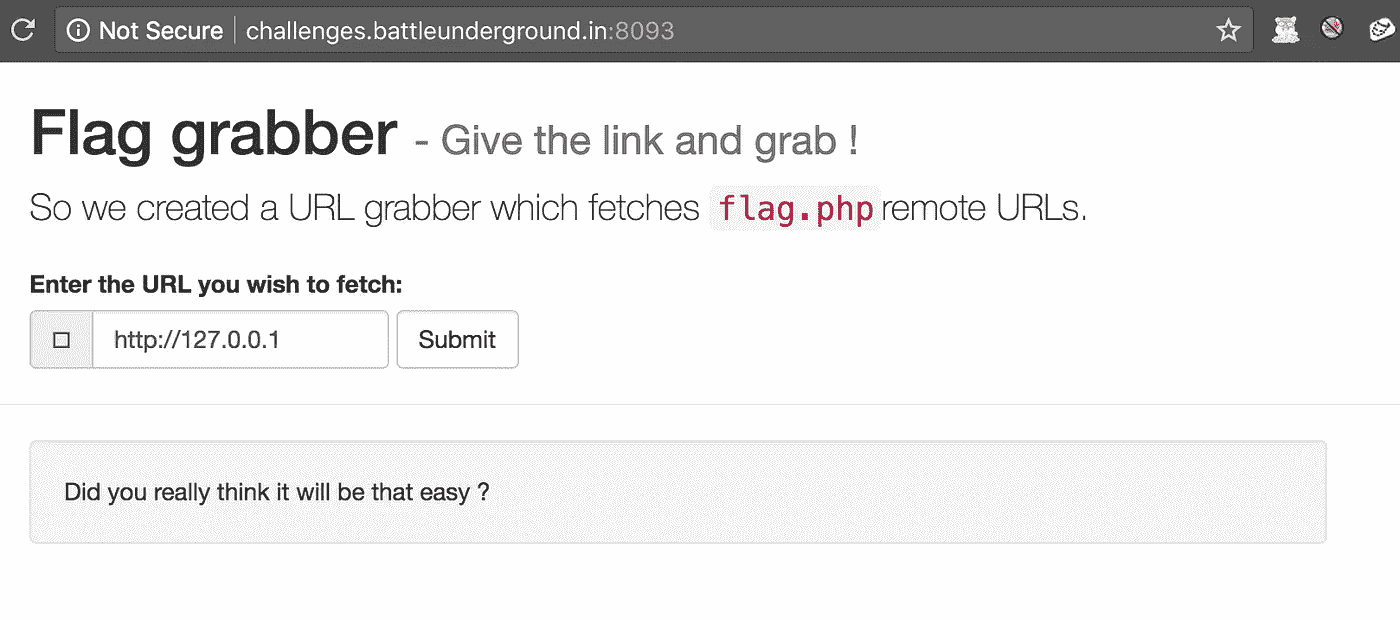 Not Secure challenges.battleunderground.in:8093
Flag grabber - Give the link and grab !
So we created a URL grabber which fetches flag.php remote URLs.
Enter the URL you wish to fetch:
http://127.0.0.1 Submit
Did you really think it will be that easy ?